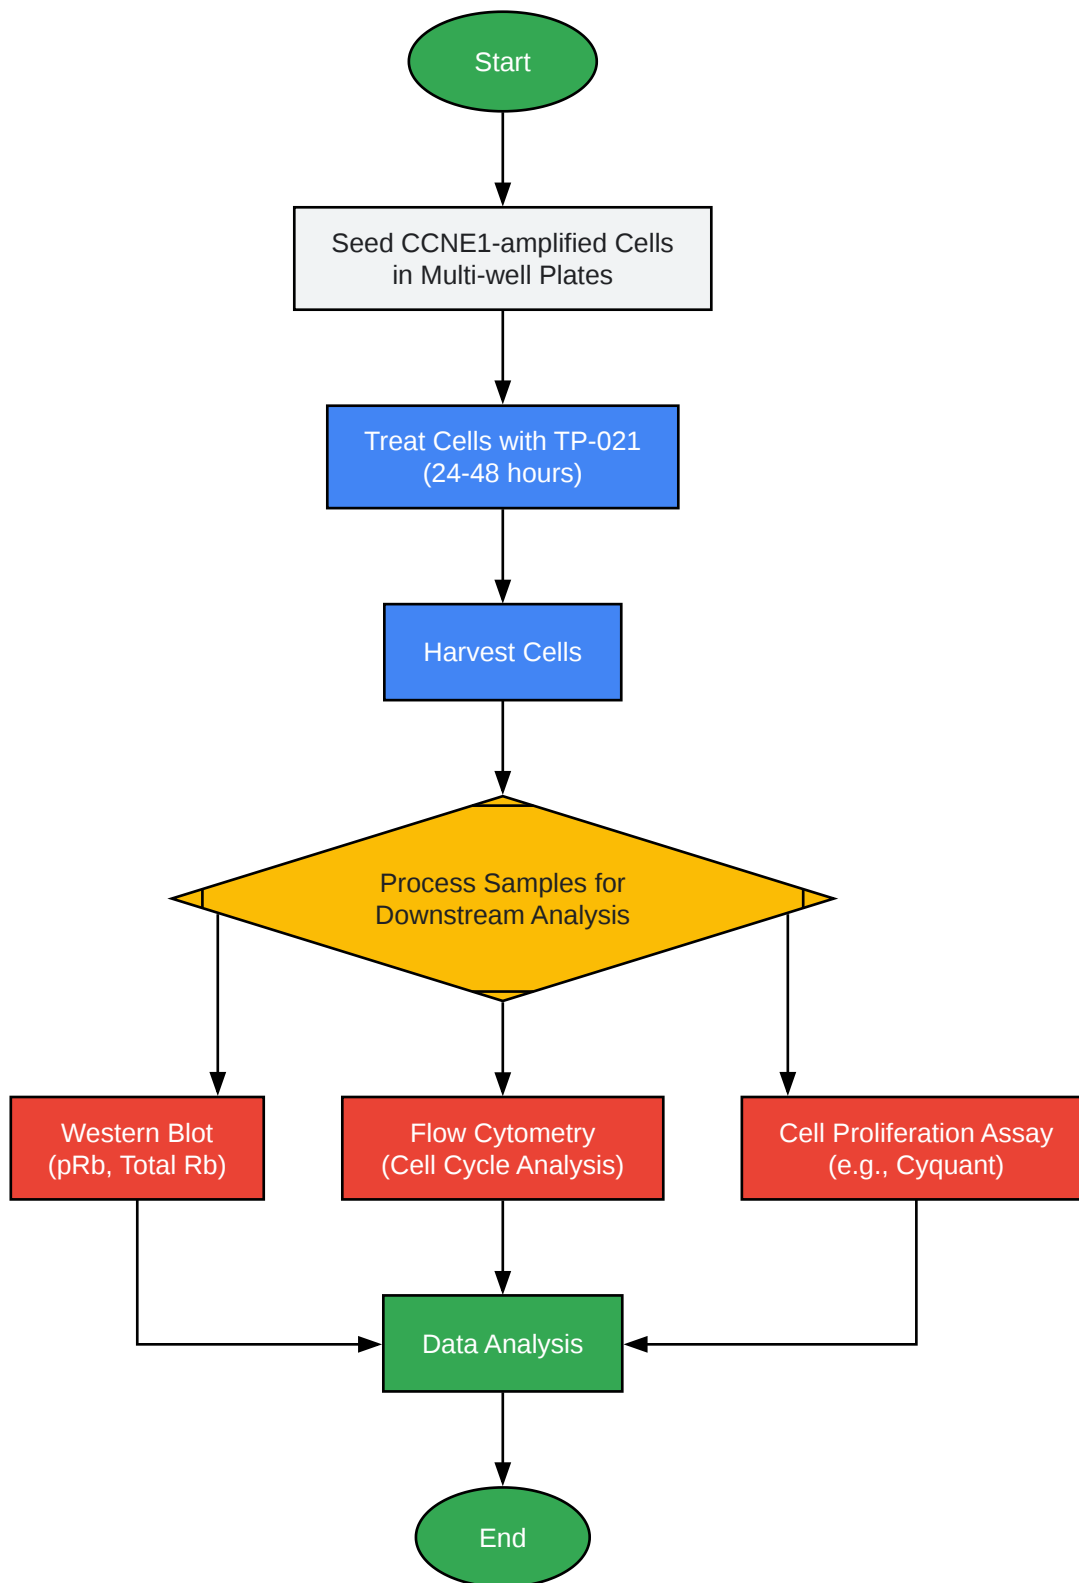 Start
Seed CCNE1-amplified Cells
in Multi-well Plates
Treat Cells with TP-021
(24-48 hours)
Harvest Cells
Process Samples for
Downstream Analysis
Western Blot
(pRb, Total Rb)
Flow Cytometry
(Cell Cycle Analysis)
Cell Proliferation Assay
(e.g., Cyquant)
Data Analysis
End